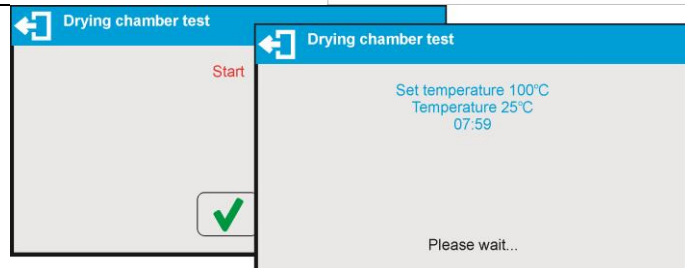 Drying chamber test
Start
Drying chamber test
Set temperature 100°C
Temperature 25°C
07:59
Please wait...